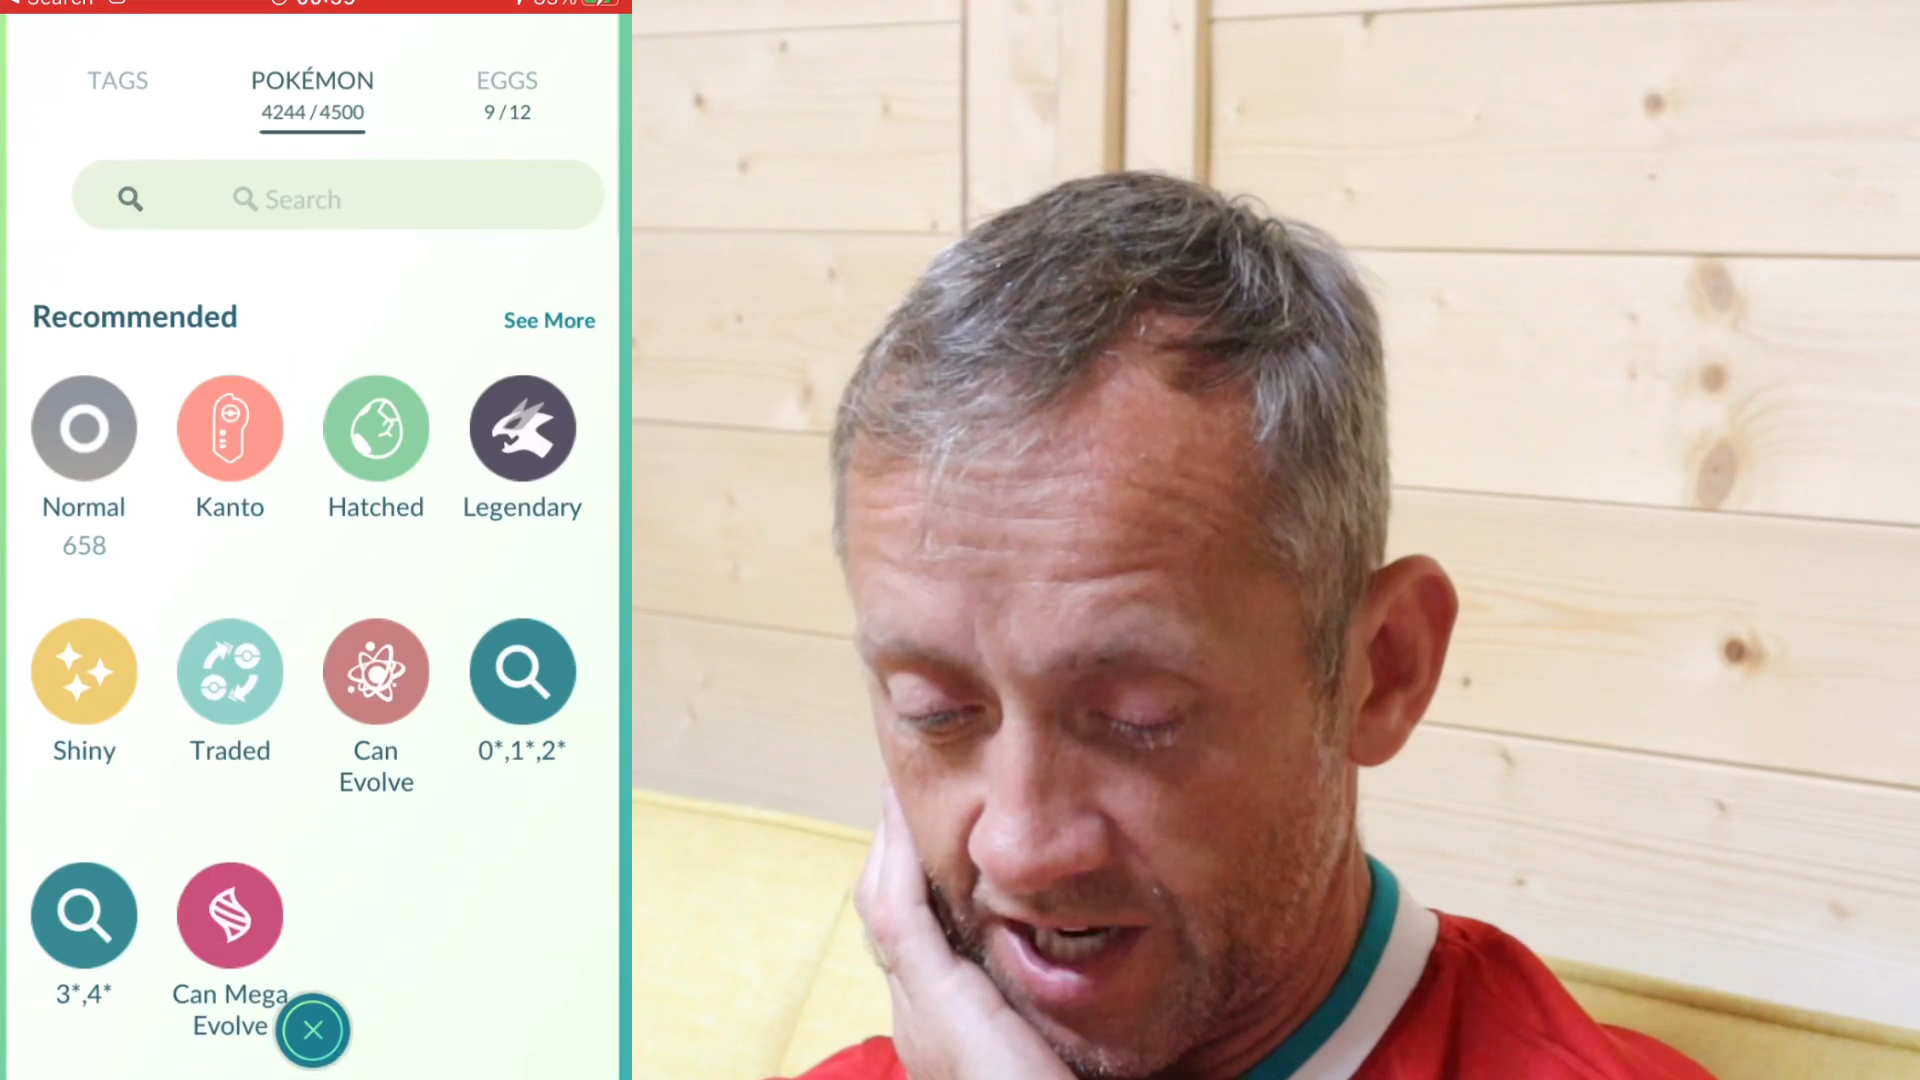 Search
TAGS
POKÉMON
EGGS
4244/4500
9/12
Search
Recommended
See More
Normal
Kanto
Hatched
Legendary
658
Shiny
Traded
Can
Evolve
0*,1*,2*
3*,4*
Can Mega
Evolve